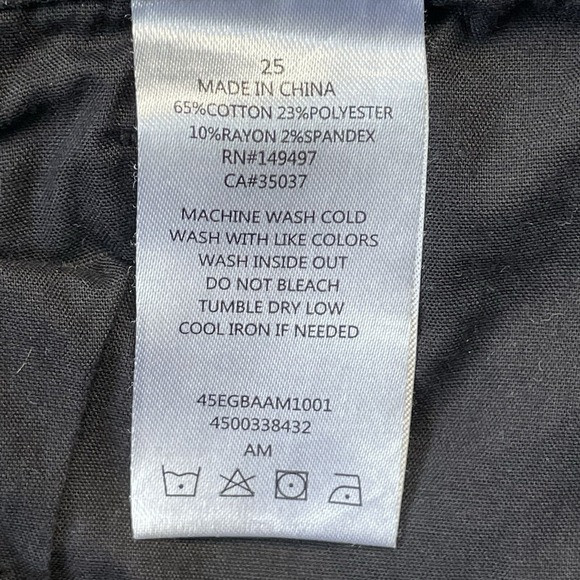 25
MADE IN CHINA
65%COTTON 23%POLYESTER
10%RAYON 2%SPANDEX
RN#149497
CA#35037
MACHINE WASH COLD
WASH WITH LIKE COLORS
WASH INSIDE OUT
DO NOT BLEACH
TUMBLE DRY LOW
COOL IRON IF NEEDED
45EGBAAM1001
4500338432
AM